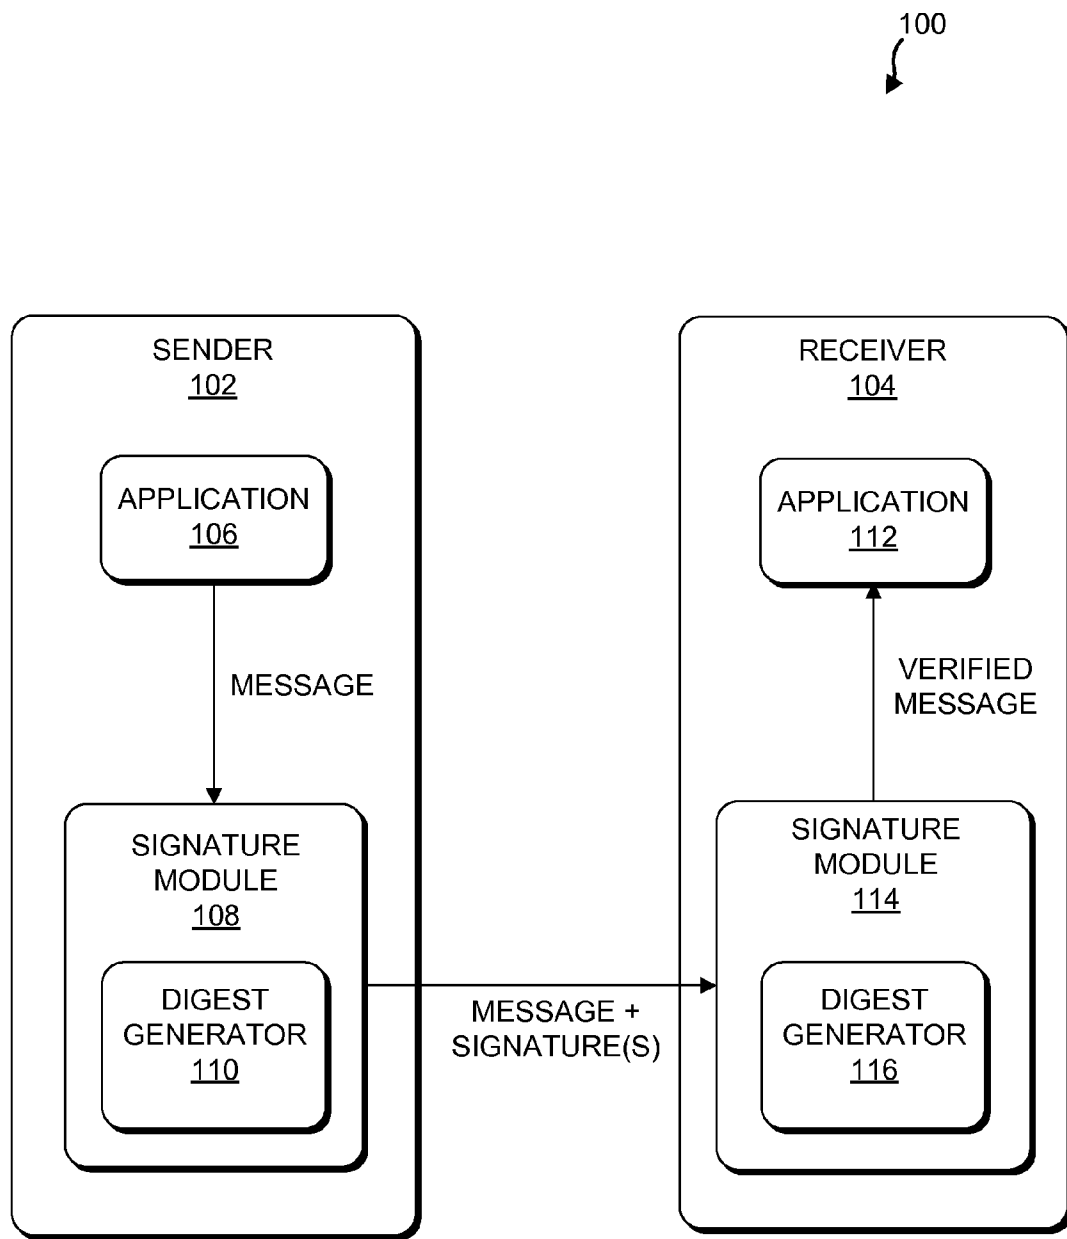 100
SENDER
102
APPLICATION
106
MESSAGE
SIGNATURE
MODULE
108
DIGEST
GENERATOR
110
MESSAGE +
SIGNATURE(S)
RECEIVER
104
APPLICATION
112
VERIFIED
MESSAGE
SIGNATURE
MODULE
114
DIGEST
GENERATOR
116